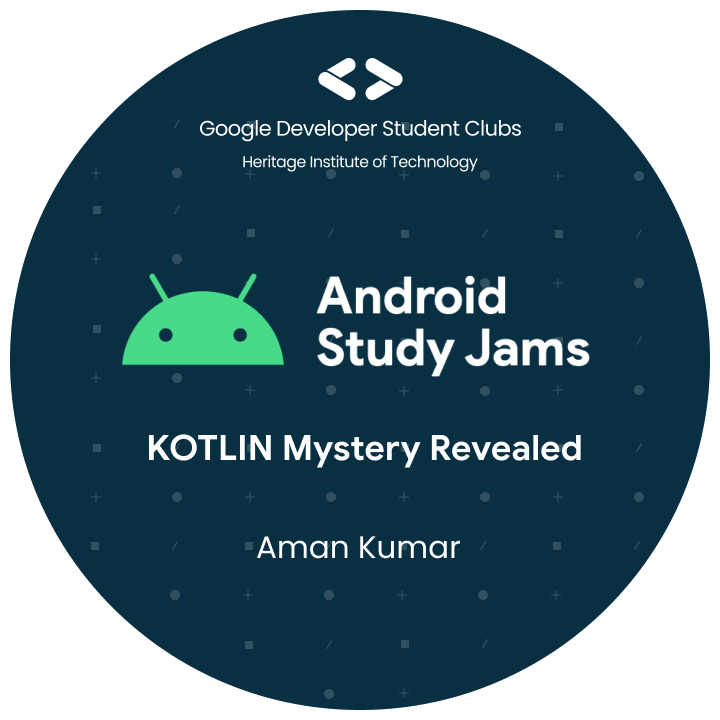 Google Developer Student Clubs
Heritage Institute of Technology
Android
Study Jams
KOTLIN Mystery Revealed
Aman Kumar